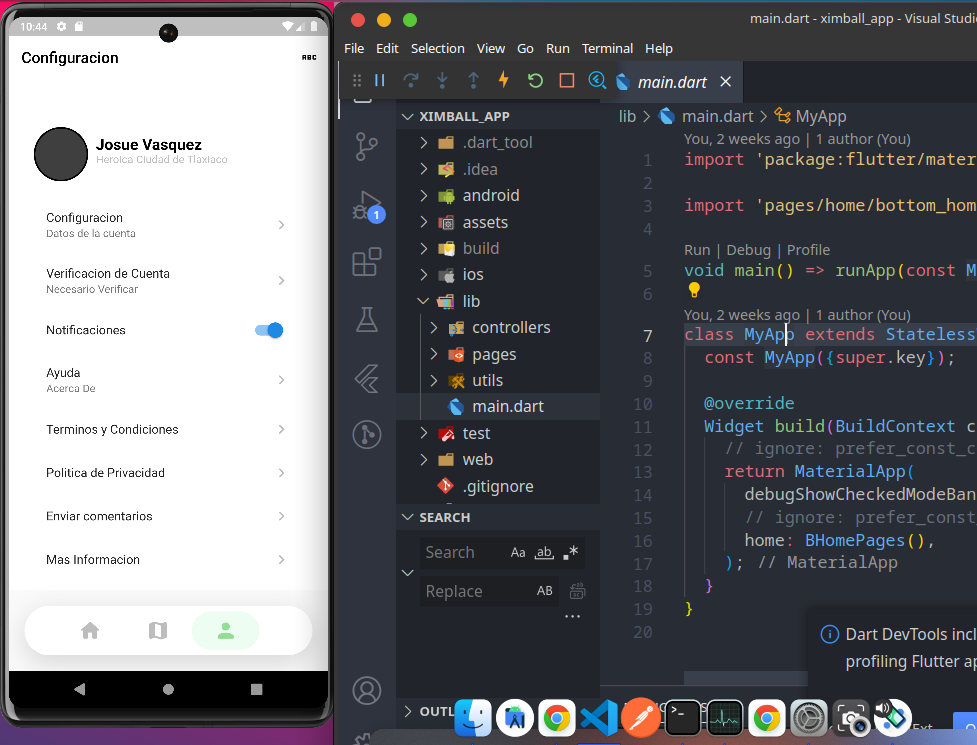 10:44
Configuracion
ABC
Josue Vasquez
Heroica Ciudad de Tlaxiaco
Configuracion
Datos de la cuenta
Verificacion de Cuenta
Necesario Verificar
Notificaciones
Ayuda
Acerca De
Terminos y Condiciones
Politica de Privacidad
Enviar comentarios
Mas Informacion
main.dart - ximball_app - Visual Studi
File Edit Selection View Go Run Terminal Help
main.dart
1
XIMBALL_APP
.dart_tool
.idea
android
assets
build
ios
lib
controllers
pages
utils
main.dart
test
web
.gitignore
SEARCH
Search Aa ab, .*
Replace AB
...
OUTL
lib > main.dart > MyApp
You, 2 weeks ago | 1 author (You)
1 import 'package:flutter/mater
2
3 import 'pages/home/bottom_hom
4
Run | Debug | Profile
5 void main() => runApp(const M
6
You, 2 weeks ago | 1 author (You)
7 class MyApp extends Stateless
8 const MyApp({super.key});
9
10 @override
11 Widget build(BuildContext c
12 // ignore: prefer_const_c
13 return MaterialApp(
14 debugShowCheckedModeBan
15 // ignore: prefer_const_
16 home: BHomePages(),
17 ); // MaterialApp
18 }
19 }
20
Dart DevTools incl
profiling Flutter ap
Ext